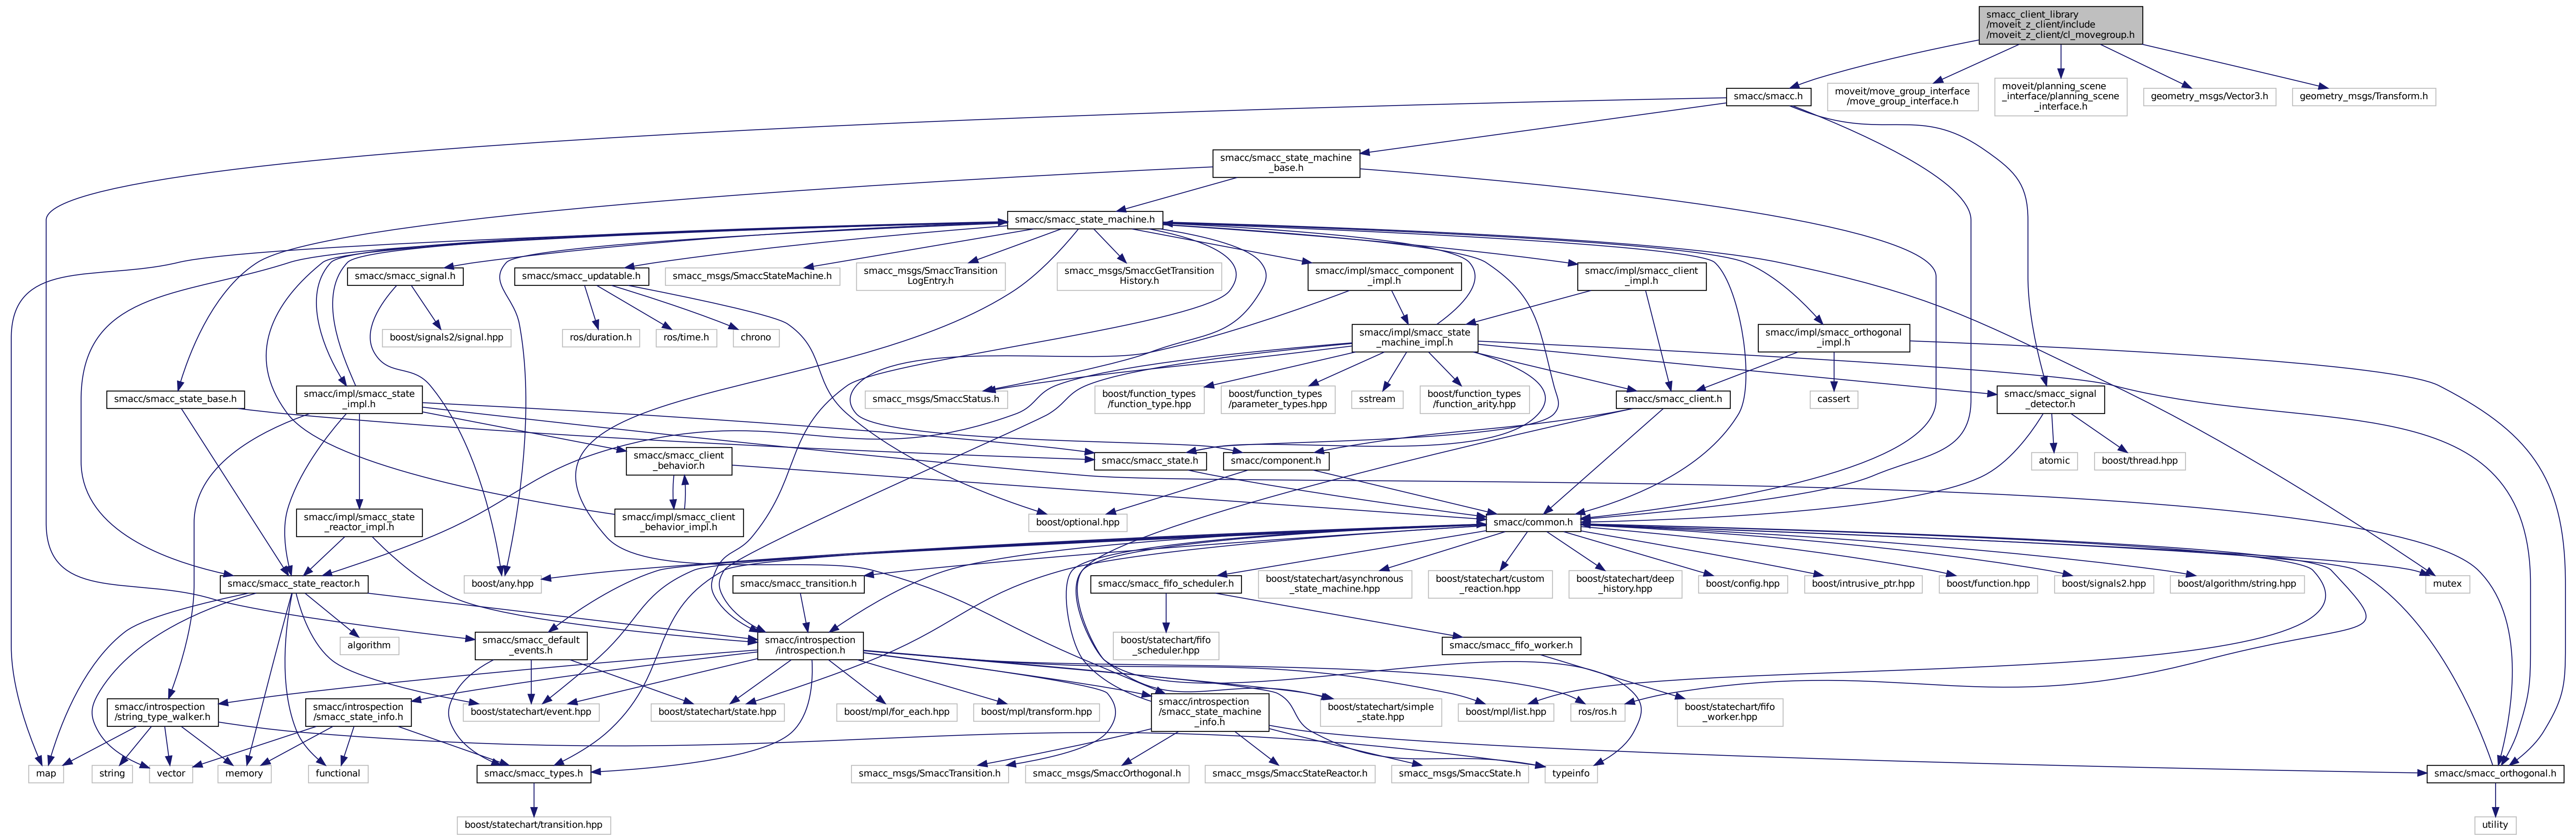 smacc_client_library
/moveit_z_client/include
/moveit_z_client/cl_movegroup.h
smacc/smacc.h
moveit/move_group_interface
/move_group_interface.h
moveit/planning_scene
_interface/planning_scene
_interface.h
geometry_msgs/Vector3.h
geometry_msgs/Transform.h
smacc/smacc_state_machine
_base.h
smacc/smacc_state_machine.h
smacc/smacc_signal.h
smacc/smacc_updatable.h
smacc_msgs/SmaccStateMachine.h
smacc_msgs/SmaccTransition
LogEntry.h
smacc_msgs/SmaccGetTransition
History.h
smacc/impl/smacc_component
_impl.h
smacc/impl/smacc_client
_impl.h
boost/signals2/signal.hpp
ros/duration.h
ros/time.h
chrono
smacc/impl/smacc_state
_machine_impl.h
smacc/impl/smacc_orthogonal
_impl.h
smacc/smacc_state_base.h
smacc/impl/smacc_state
_impl.h
smacc_msgs/SmaccStatus.h
boost/function_types
/function_type.hpp
boost/function_types
/parameter_types.hpp
sstream
boost/function_types
/function_arity.hpp
smacc/smacc_client.h
cassert
smacc/smacc_signal
_detector.h
smacc/smacc_client
_behavior.h
smacc/smacc_state.h
smacc/component.h
atomic
boost/thread.hpp
smacc/impl/smacc_state
_reactor_impl.h
smacc/impl/smacc_client
_behavior_impl.h
boost/optional.hpp
smacc/common.h
smacc/smacc_state_reactor.h
boost/any.hpp
smacc/smacc_transition.h
smacc/smacc_fifo_scheduler.h
boost/statechart/asynchronous
_state_machine.hpp
boost/statechart/custom
_reaction.hpp
boost/statechart/deep
_history.hpp
boost/config.hpp
boost/intrusive_ptr.hpp
boost/function.hpp
boost/signals2.hpp
boost/algorithm/string.hpp
mutex
algorithm
smacc/smacc_default
_events.h
smacc/introspection
/introspection.h
boost/statechart/fifo
_scheduler.hpp
smacc/smacc_fifo_worker.h
smacc/introspection
/string_type_walker.h
smacc/introspection
/smacc_state_info.h
boost/statechart/event.hpp
boost/statechart/state.hpp
boost/mpl/for_each.hpp
boost/mpl/transform.hpp
smacc/introspection
/smacc_state_machine
_info.h
boost/statechart/simple
_state.hpp
boost/mpl/list.hpp
ros/ros.h
boost/statechart/fifo
_worker.hpp
map
string
vector
memory
functional
smacc/smacc_types.h
smacc_msgs/SmaccTransition.h
smacc_msgs/SmaccOrthogonal.h
smacc_msgs/SmaccStateReactor.h
smacc_msgs/SmaccState.h
typeinfo
smacc/smacc_orthogonal.h
boost/statechart/transition.hpp
utility